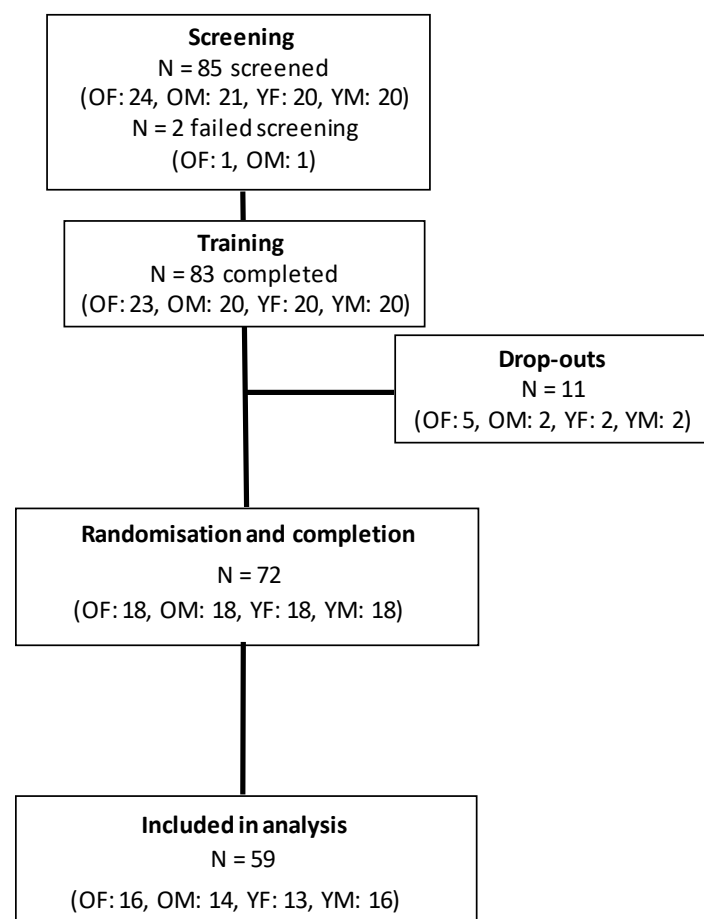 Screening
N = 85 screened
(OF: 24, OM: 21, YF: 20, YM: 20)
N = 2 failed screening
(OF: 1, OM: 1)
Training
N = 83 completed
(OF: 23, OM: 20, YF: 20, YM: 20)
Drop-outs
N = 11
(OF: 5, OM: 2, YF: 2, YM: 2)
Randomisation and completion
N = 72
(OF: 18, OM: 18, YF: 18, YM: 18)
Included in analysis
N = 59
(OF: 16, OM: 14, YF: 13, YM: 16)